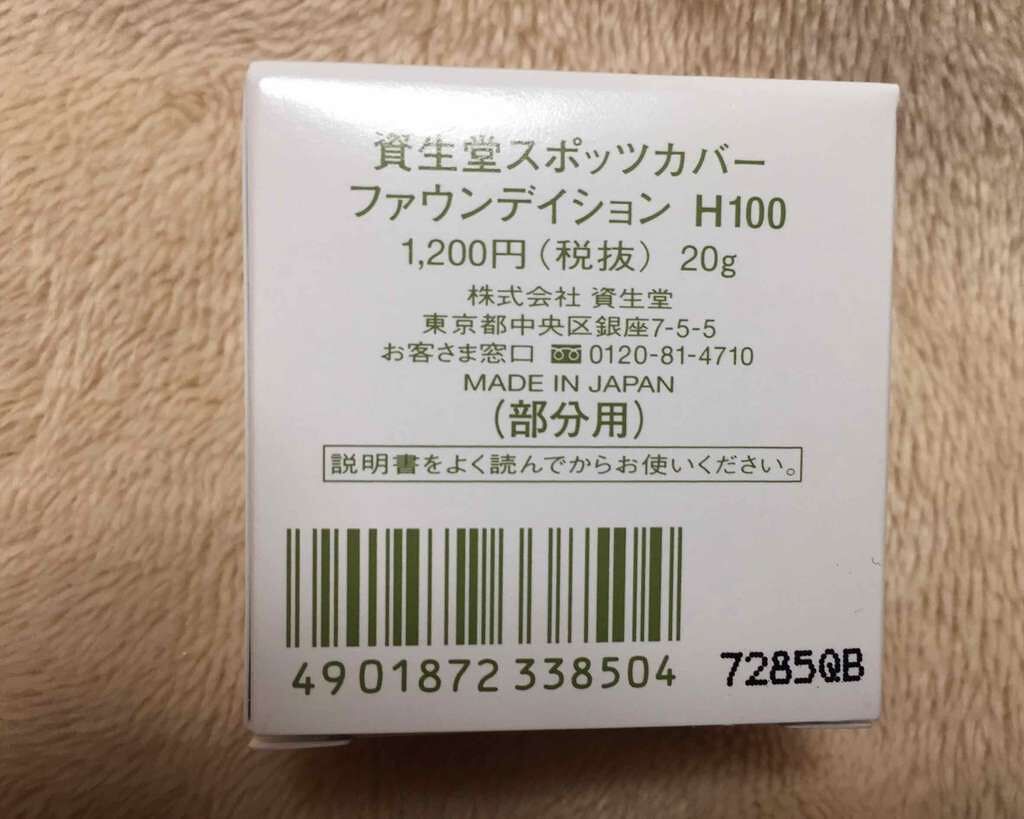 資生堂スポッツカバー
ファウンデイション H100
1,200円（税抜） 20g
株式会社 資生堂
東京都中央区銀座7-5-5
お客さま窓口 0120-81-4710
MADE IN JAPAN
（部分用）
説明書をよく読んでからお使いください。
4901872338504
7285QB